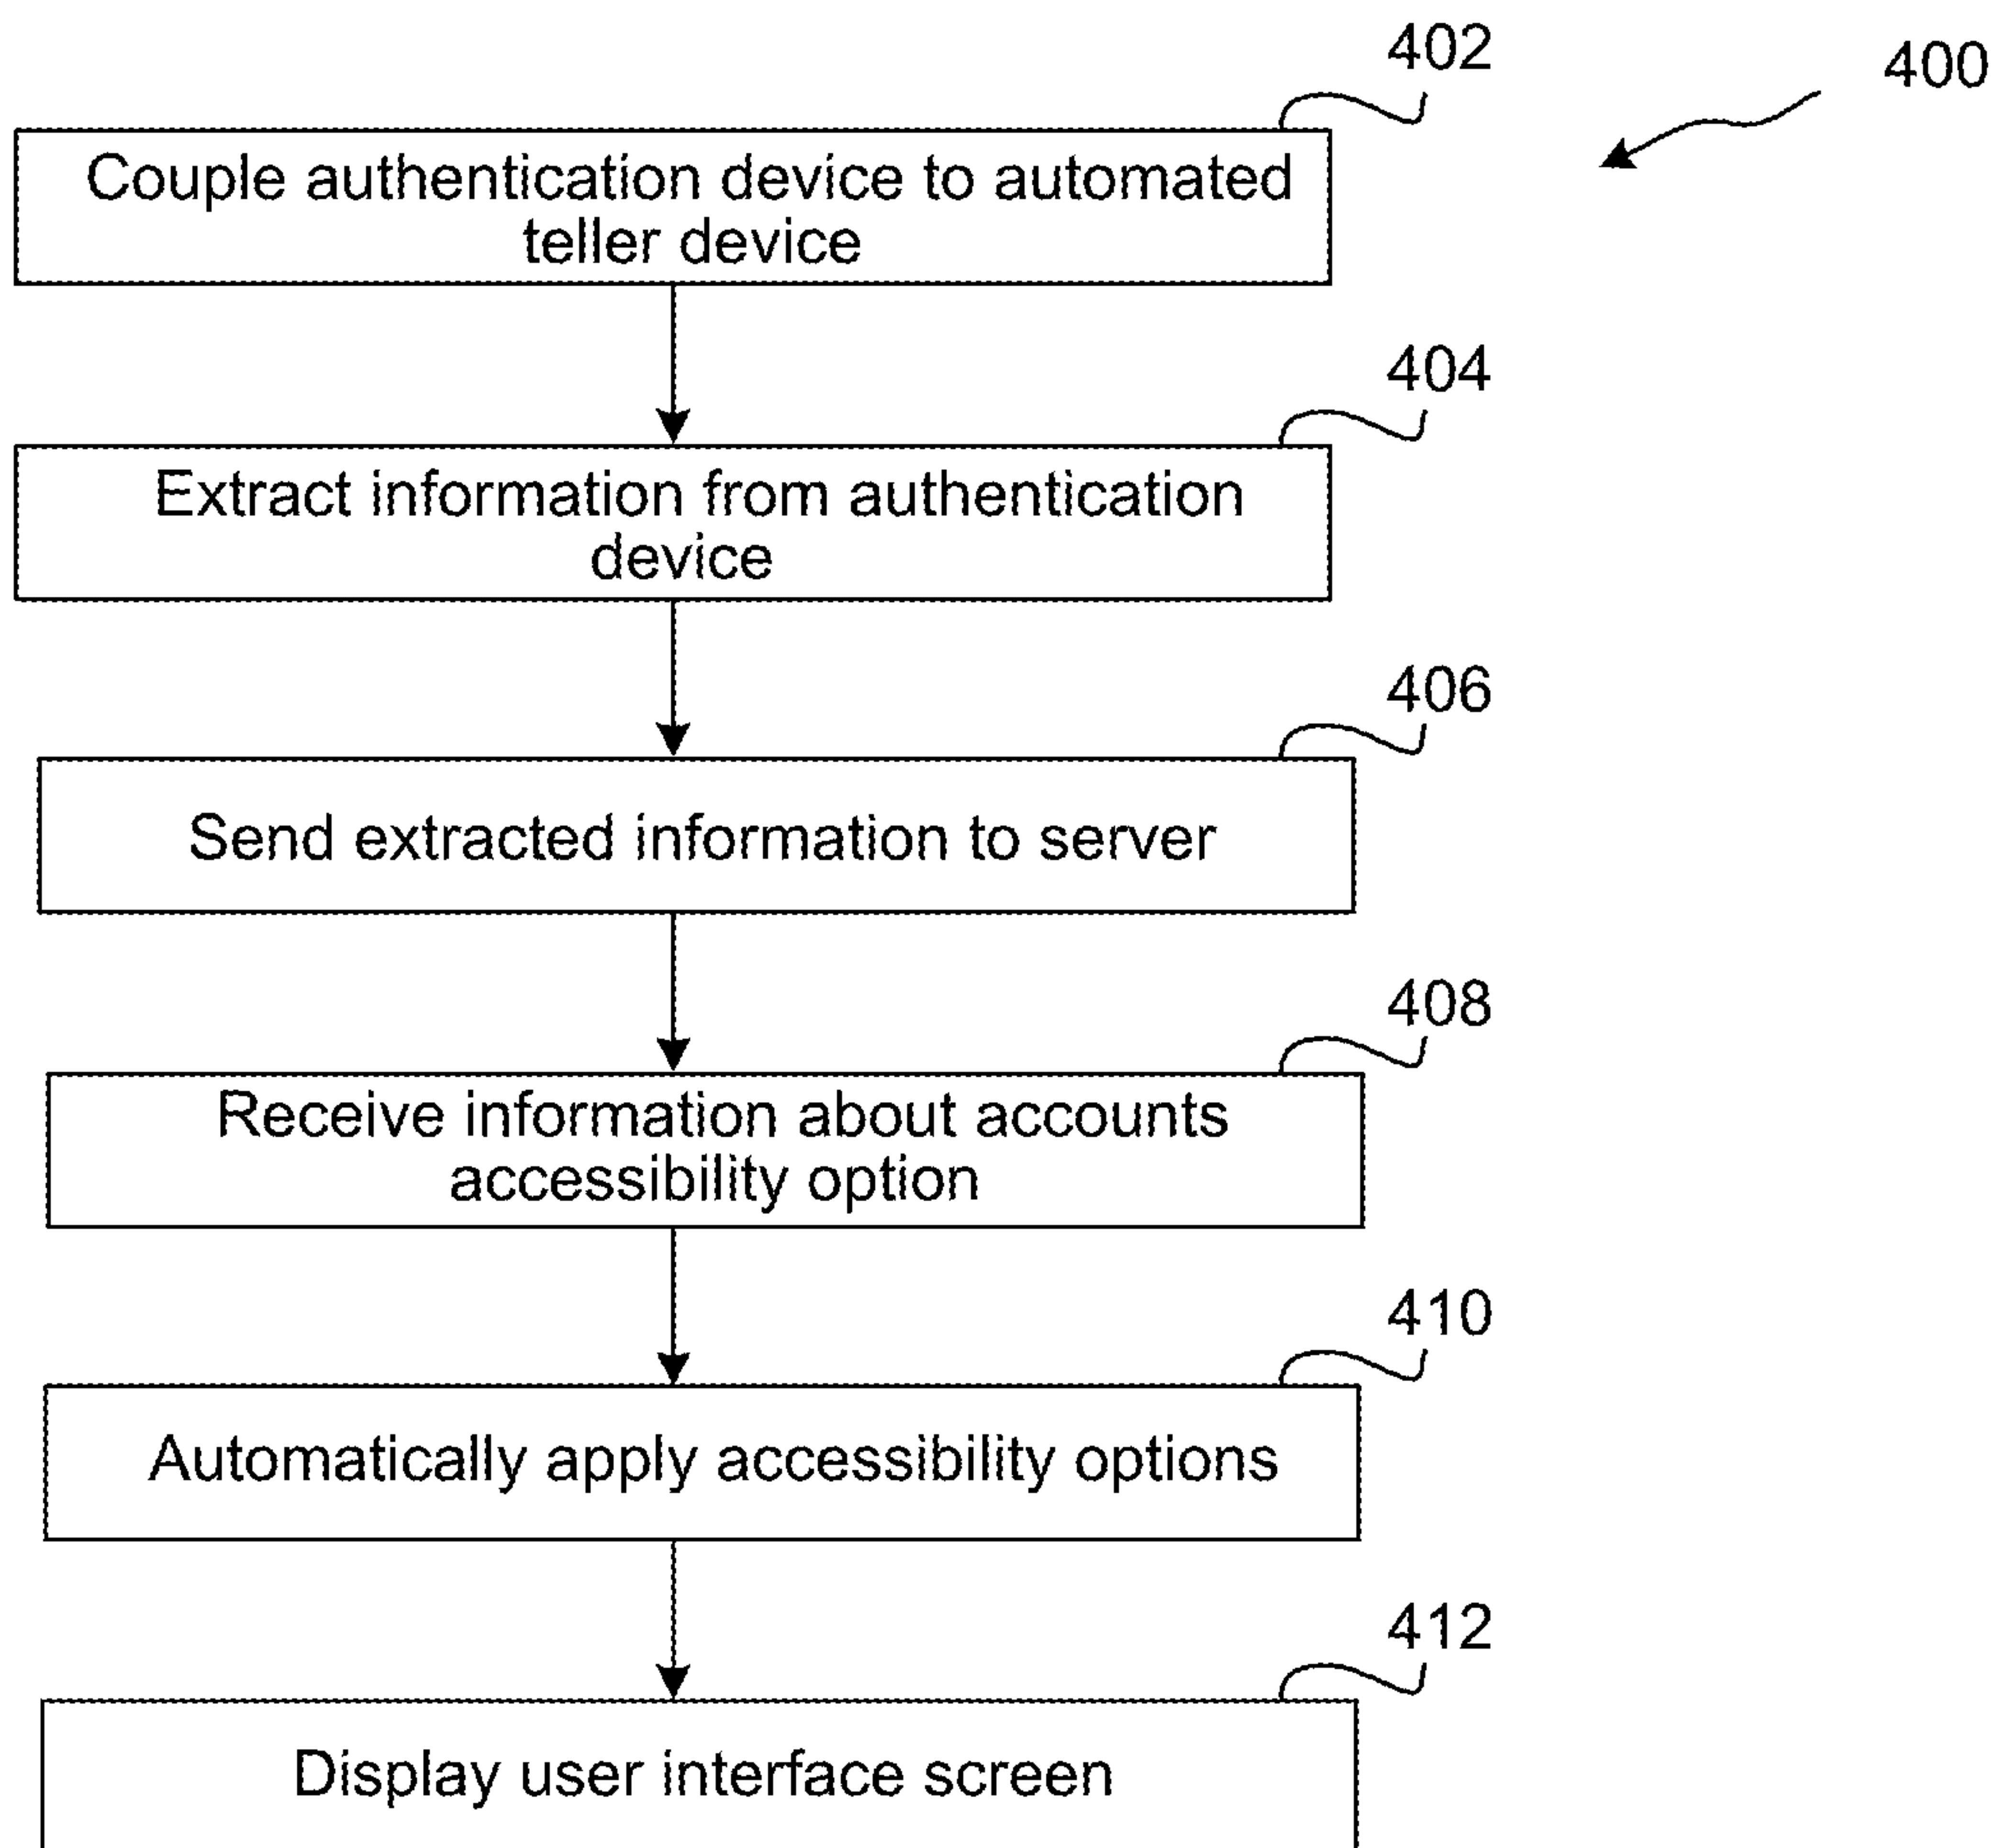 402
400
Couple authentication device to automated
teller device
404
Extract information from authentication
device
406
Send extracted information to server
408
Receive information about accounts
accessibility option
410
Automatically apply accessibility options
412
Display user interface screen